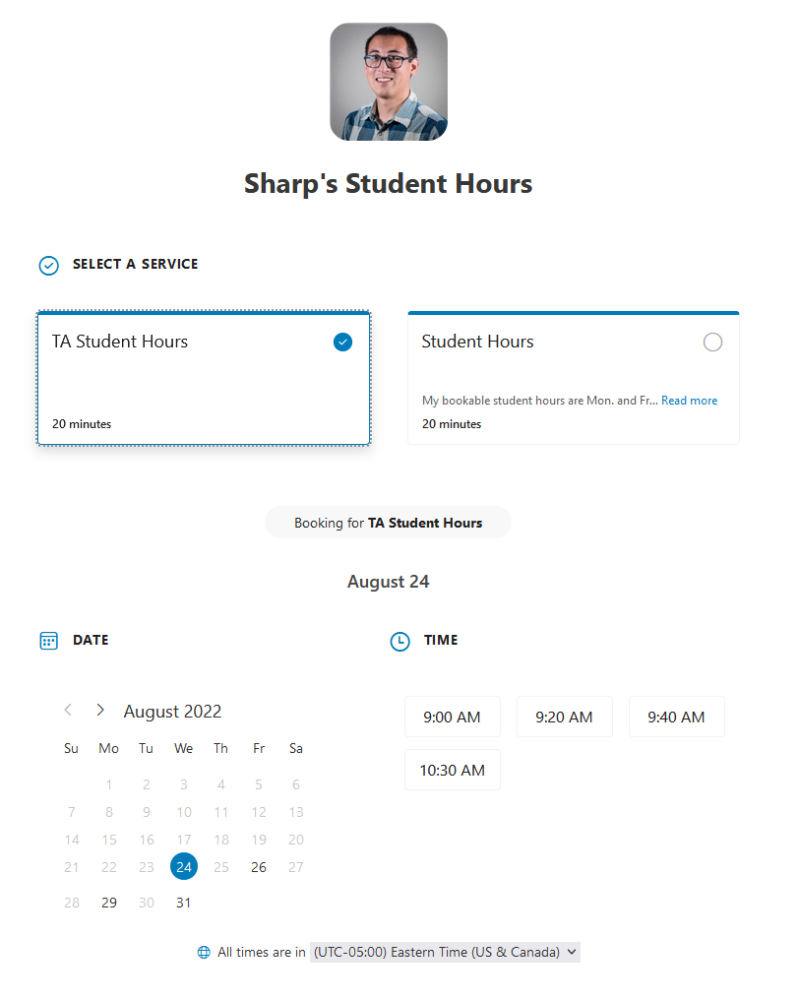 Sharp's Student Hours
SELECT A SERVICE
TA Student Hours
20 minutes
Student Hours
My bookable student hours are Mon. and Fr... Read more
20 minutes
Booking for TA Student Hours
August 24
DATE
August 2022
Su Mo Tu We Th Fr Sa
1 2 3 4 5 6
7 8 9 10 11 12 13
14 15 16 17 18 19 20
21 22 23 24 25 26 27
28 29 30 31
TIME
9:00 AM 9:20 AM 9:40 AM
10:30 AM
All times are in (UTC-05:00) Eastern Time (US & Canada)